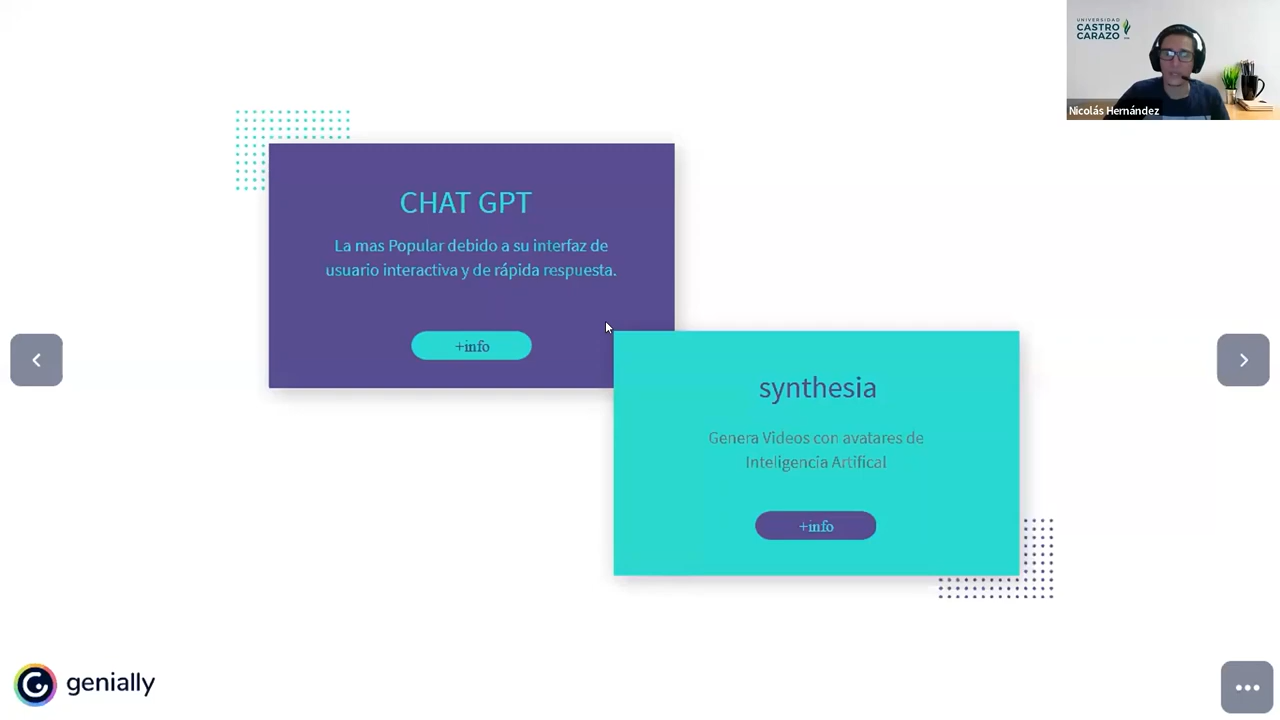 UNIVERSIDAD
CASTRO
CARAZO
Nicolás Hernández
CHAT GPT
La mas Popular debido a su interfaz de
usuario interactiva y de rápida respuesta.
+info
synthesia
Genera Videos con avatares de
Inteligencia Artifical
+info
genially